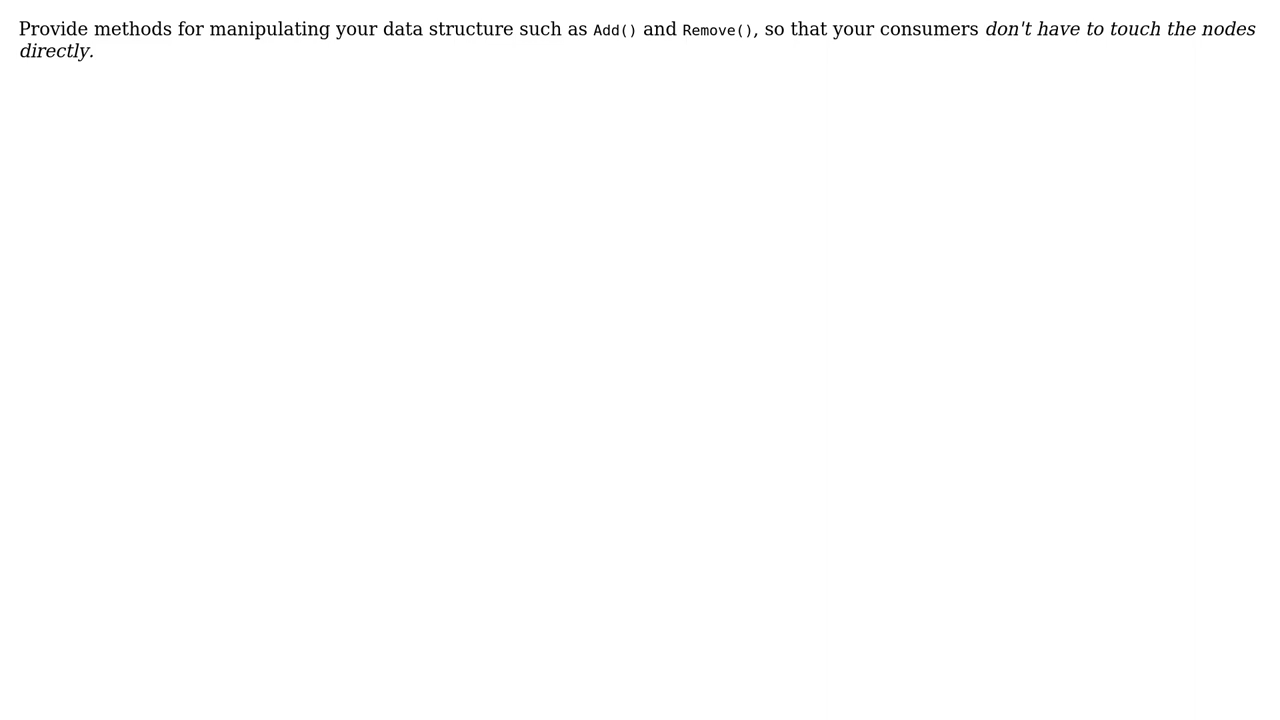 Provide methods for manipulating your data structure such as Add() and Remove(), so that your consumers don't have to touch the nodes
directly.